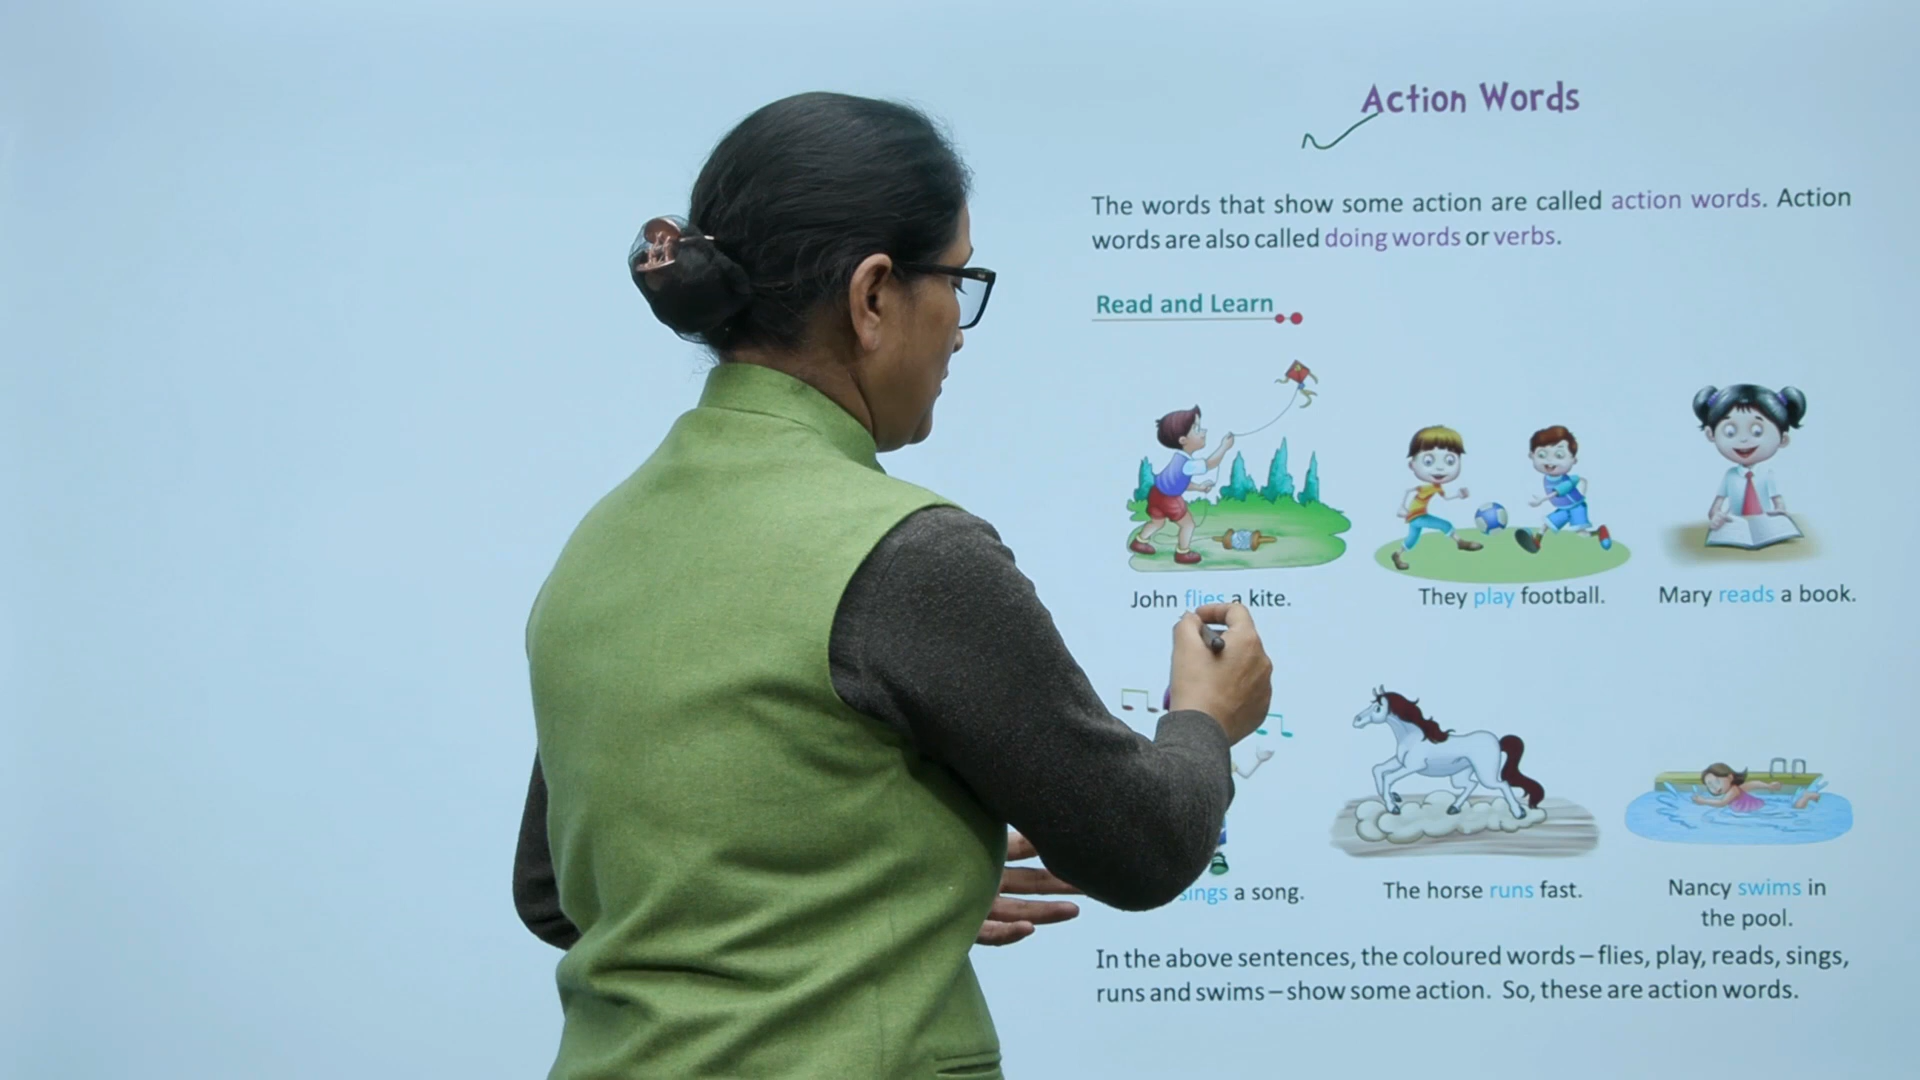 Action Words
The words that show some action are called action words. Action
words are also called doing words or verbs.
Read and Learn
John flies a kite.
They play football.
Mary reads a book.
sings a song.
The horse runs fast.
Nancy swims in
the pool.
In the above sentences, the coloured words – flies, play, reads, sings,
runs and swims – show some action. So, these are action words.